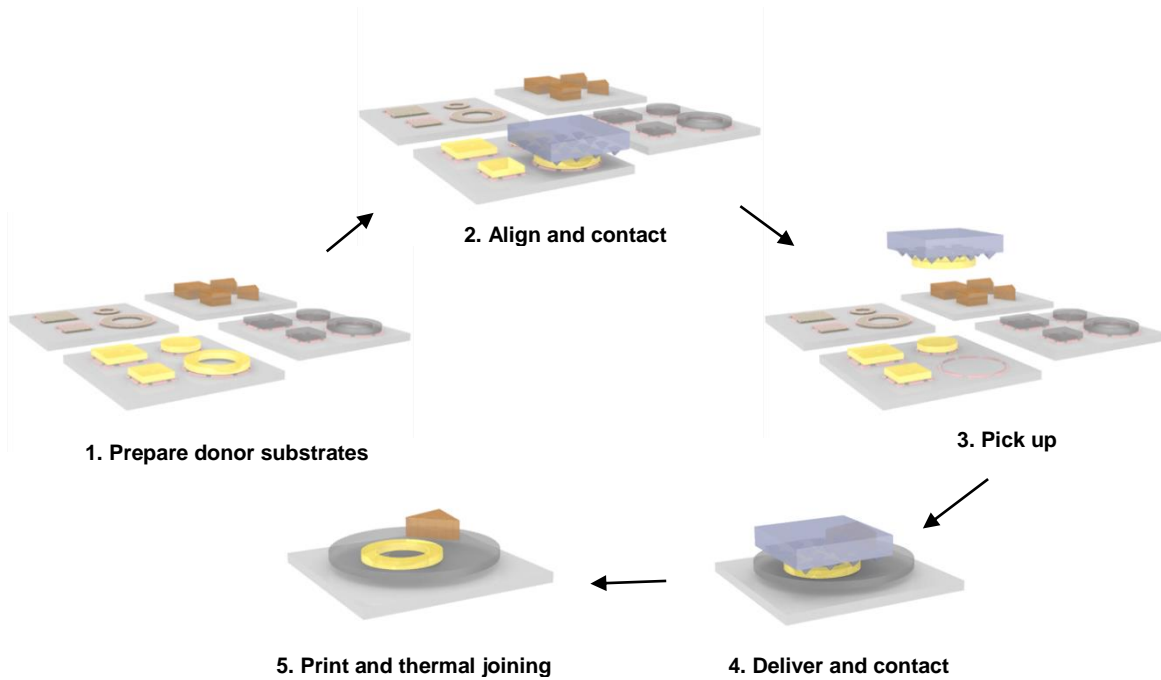 2. Align and contact
1. Prepare donor substrates
3. Pick up
5. Print and thermal joining
4. Deliver and contact